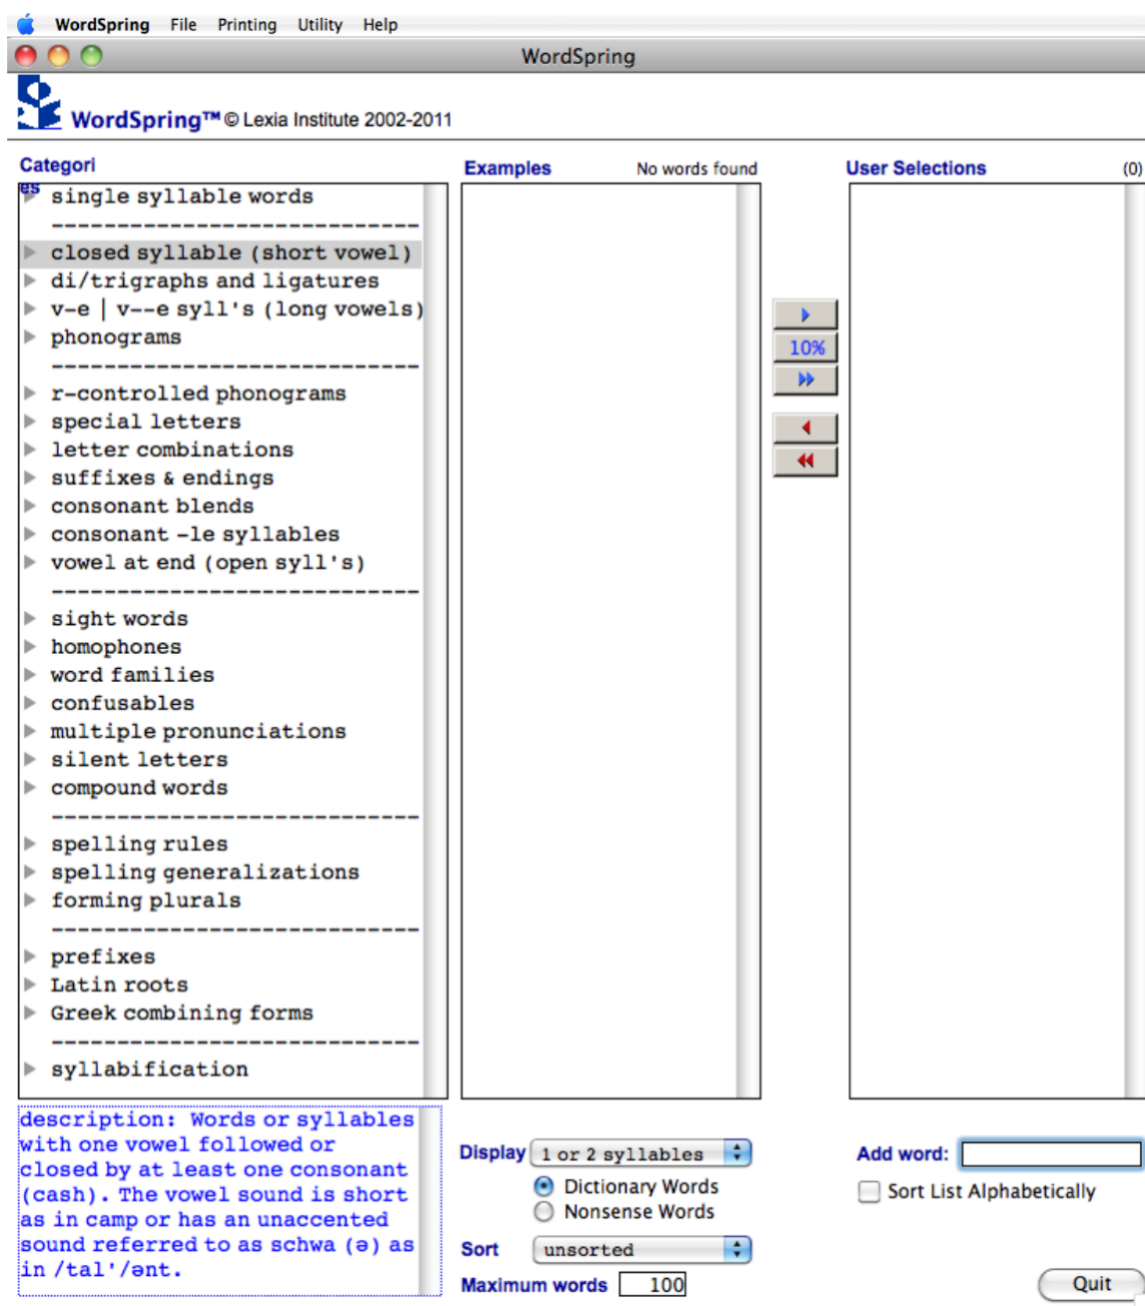 WordSpring File Printing Utility Help
WordSpring
WordSpring™ © Lexia Institute 2002-2011
Categori
es
single syllable words
----------------------------
closed syllable (short vowel)
di/trigraphs and ligatures
v-e | v--e syll's (long vowels)
phonograms
----------------------------
r-controlled phonograms
special letters
letter combinations
suffixes & endings
consonant blends
consonant -le syllables
vowel at end (open syll's)
----------------------------
sight words
homophones
word families
confusables
multiple pronunciations
silent letters
compound words
----------------------------
spelling rules
spelling generalizations
forming plurals
----------------------------
prefixes
Latin roots
Greek combining forms
----------------------------
syllabification
description: Words or syllables
with one vowel followed or
closed by at least one consonant
(cash). The vowel sound is short
as in camp or has an unaccented
sound referred to as schwa (ə) as
in /tal'/ənt.
Examples No words found
10%
Display 1 or 2 syllables
Dictionary Words
Nonsense Words
Sort unsorted
Maximum words 100
User Selections (0)
Add word:
Sort List Alphabetically
Quit